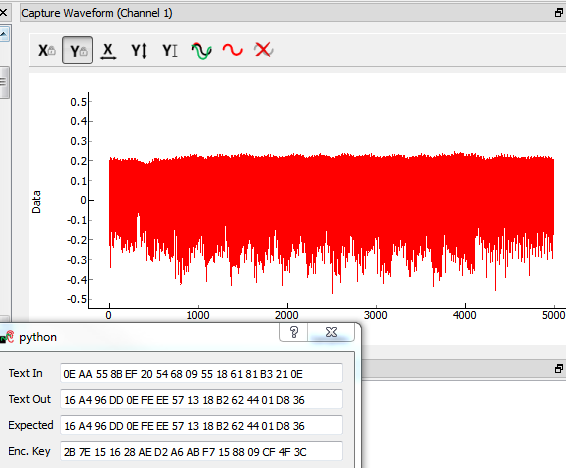 Capture Waveform (Channel 1)
X Y X Y Y
0.5
0.4
0.3
0.2
0.1
0
-0.1
-0.2
-0.3
-0.4
-0.5
Data
0 1000 2000 3000 4000 5000
python
Text In 0E AA 55 8B EF 20 54 68 09 55 18 61 81 B3 21 0E
Text Out 16 A4 96 DD 0E FE EE 57 13 18 B2 62 44 01 D8 36
Expected 16 A4 96 DD 0E FE EE 57 13 18 B2 62 44 01 D8 36
Enc. Key 2B 7E 15 16 28 AE D2 A6 AB F7 15 88 09 CF 4F 3C